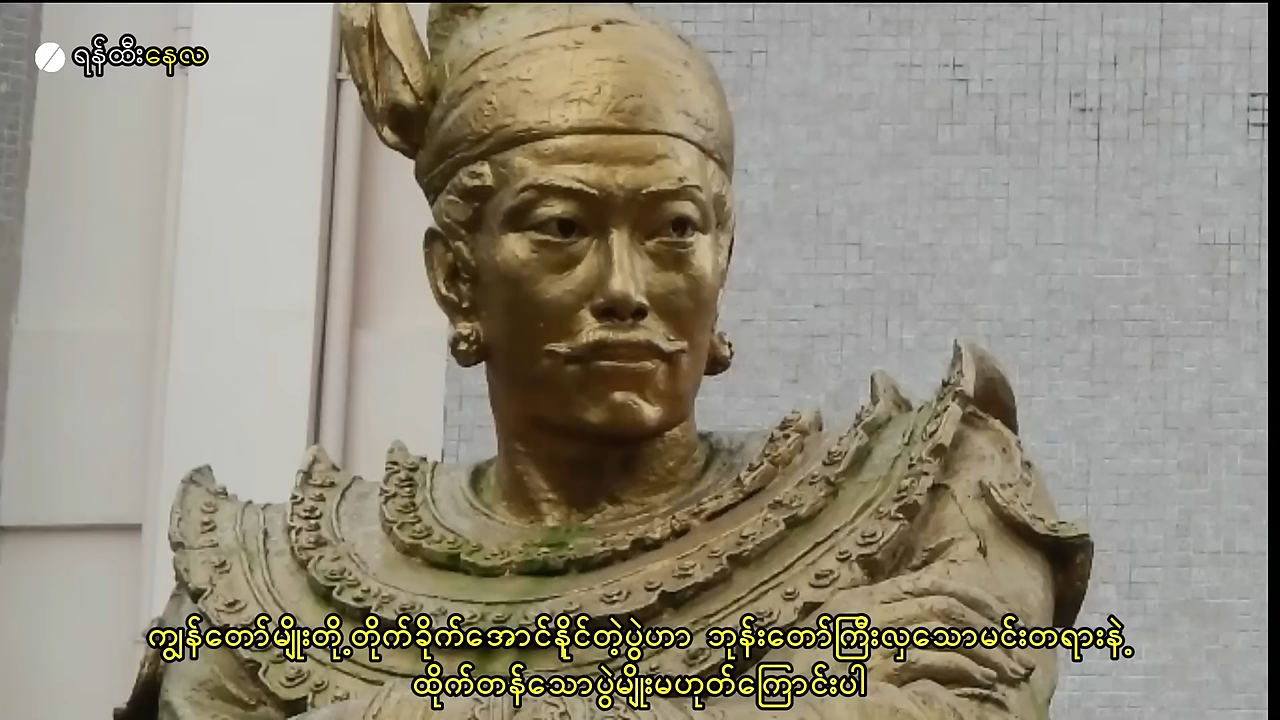 ရန်ထီးနေလ
ကျွန်တော်မျိုးတို့တိုက်ခိုက်အောင်နိုင်တဲ့ပွဲဟာ ဘုန်းတော်ကြီးလှသောမင်းတရားနဲ့
ထိုက်တန်သောပွဲမျိုးမဟုတ်ကြောင်းပါ